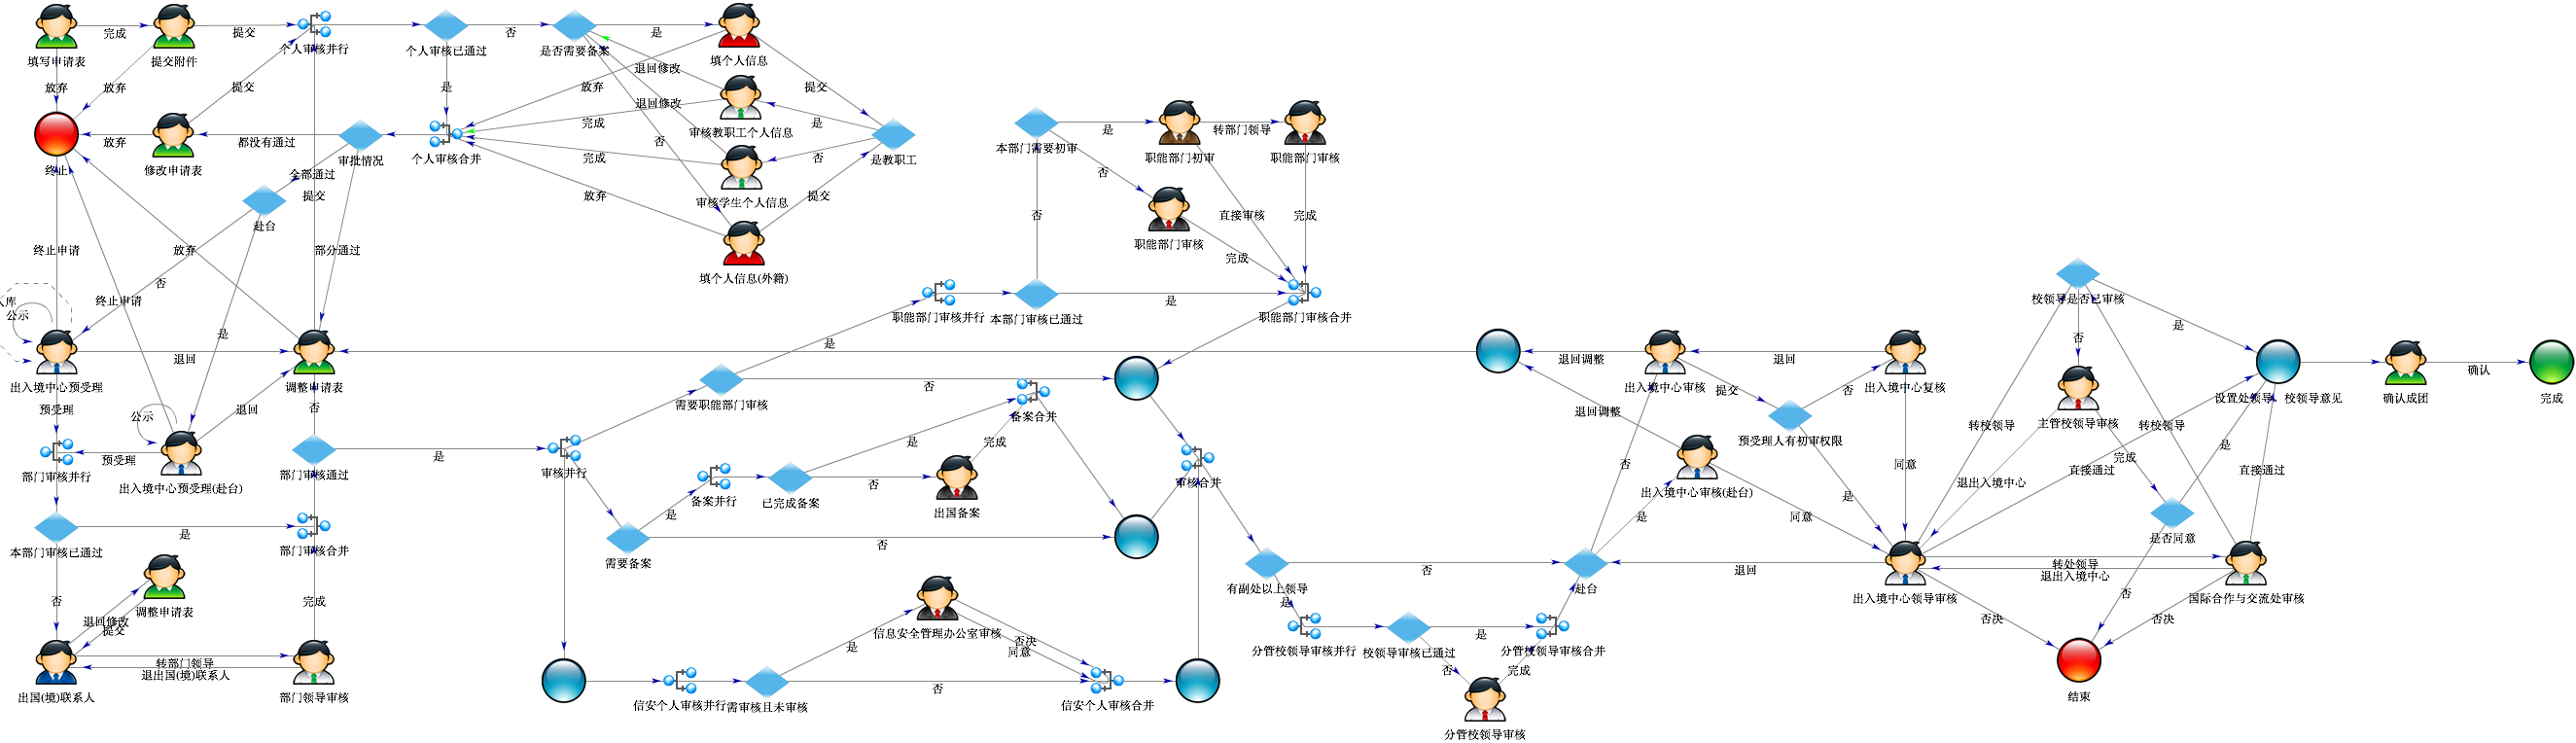 完成
提交
否
是
填写申请表
提交附件
个人审核并行
个人审核已通过
是否需要备案
填个人信息
退回修改
放弃
放弃
提交
是
放弃
提交
退回修改
完成
审核教职工个人信息
是
是
转部门领导
放弃
都没有通过
否
终止
修改申请表
审批情况
个人审核合并
完成
否
是教职工
本部门需要初审
职能部门初审
职能部门审核
全部通过
提交
放弃
审核学生个人信息
提交
否
赴台
否
直接审核
完成
职能部门审核
终止申请
放弃
部分通过
填个人信息(外籍)
完成
否
入库
终止申请
是
公示
职能部门审核并行
本部门审核已通过
职能部门审核合并
校领导是否已审核
是
是
否
是
退回
退回调整
退回
出入境中心预受理
调整申请表
需要职能部门审核
否
出入境中心审核
提交
否
出入境中心复核
设置处领导
校领导意见
确认
确认成团
完成
预受理
公示
退回
否
备案合并
退回调整
预受理人有初审权限
转校领导
主管校领导审核
转校领导
是
预受理
是
是
完成
部门审核并行
出入境中心预受理(赴台)
部门审核通过
审核并行
备案并行
已完成备案
否
出国备案
审核合并
否
出入境中心审核(赴台)
同意
是
退出入境中心
直接通过
完成
直接通过
是
是
是
同意
本部门审核已通过
部门审核合并
需要备案
否
是否同意
有副处以上领导
否
赴台
退回
出入境中心领导审核
转处领导
退出入境中心
国际合作与交流处审核
否
调整申请表
完成
是
否
否决
否决
退回修改
提交
信息安全管理办公室审核
否决
同意
是
分管校领导审核并行
校领导审核已通过
是
分管校领导审核合并
转部门领导
退出国(境)联系人
是
否
完成
出国(境)联系人
部门领导审核
信安个人审核并行
需审核且未审核
否
信安个人审核合并
分管校领导审核
结束